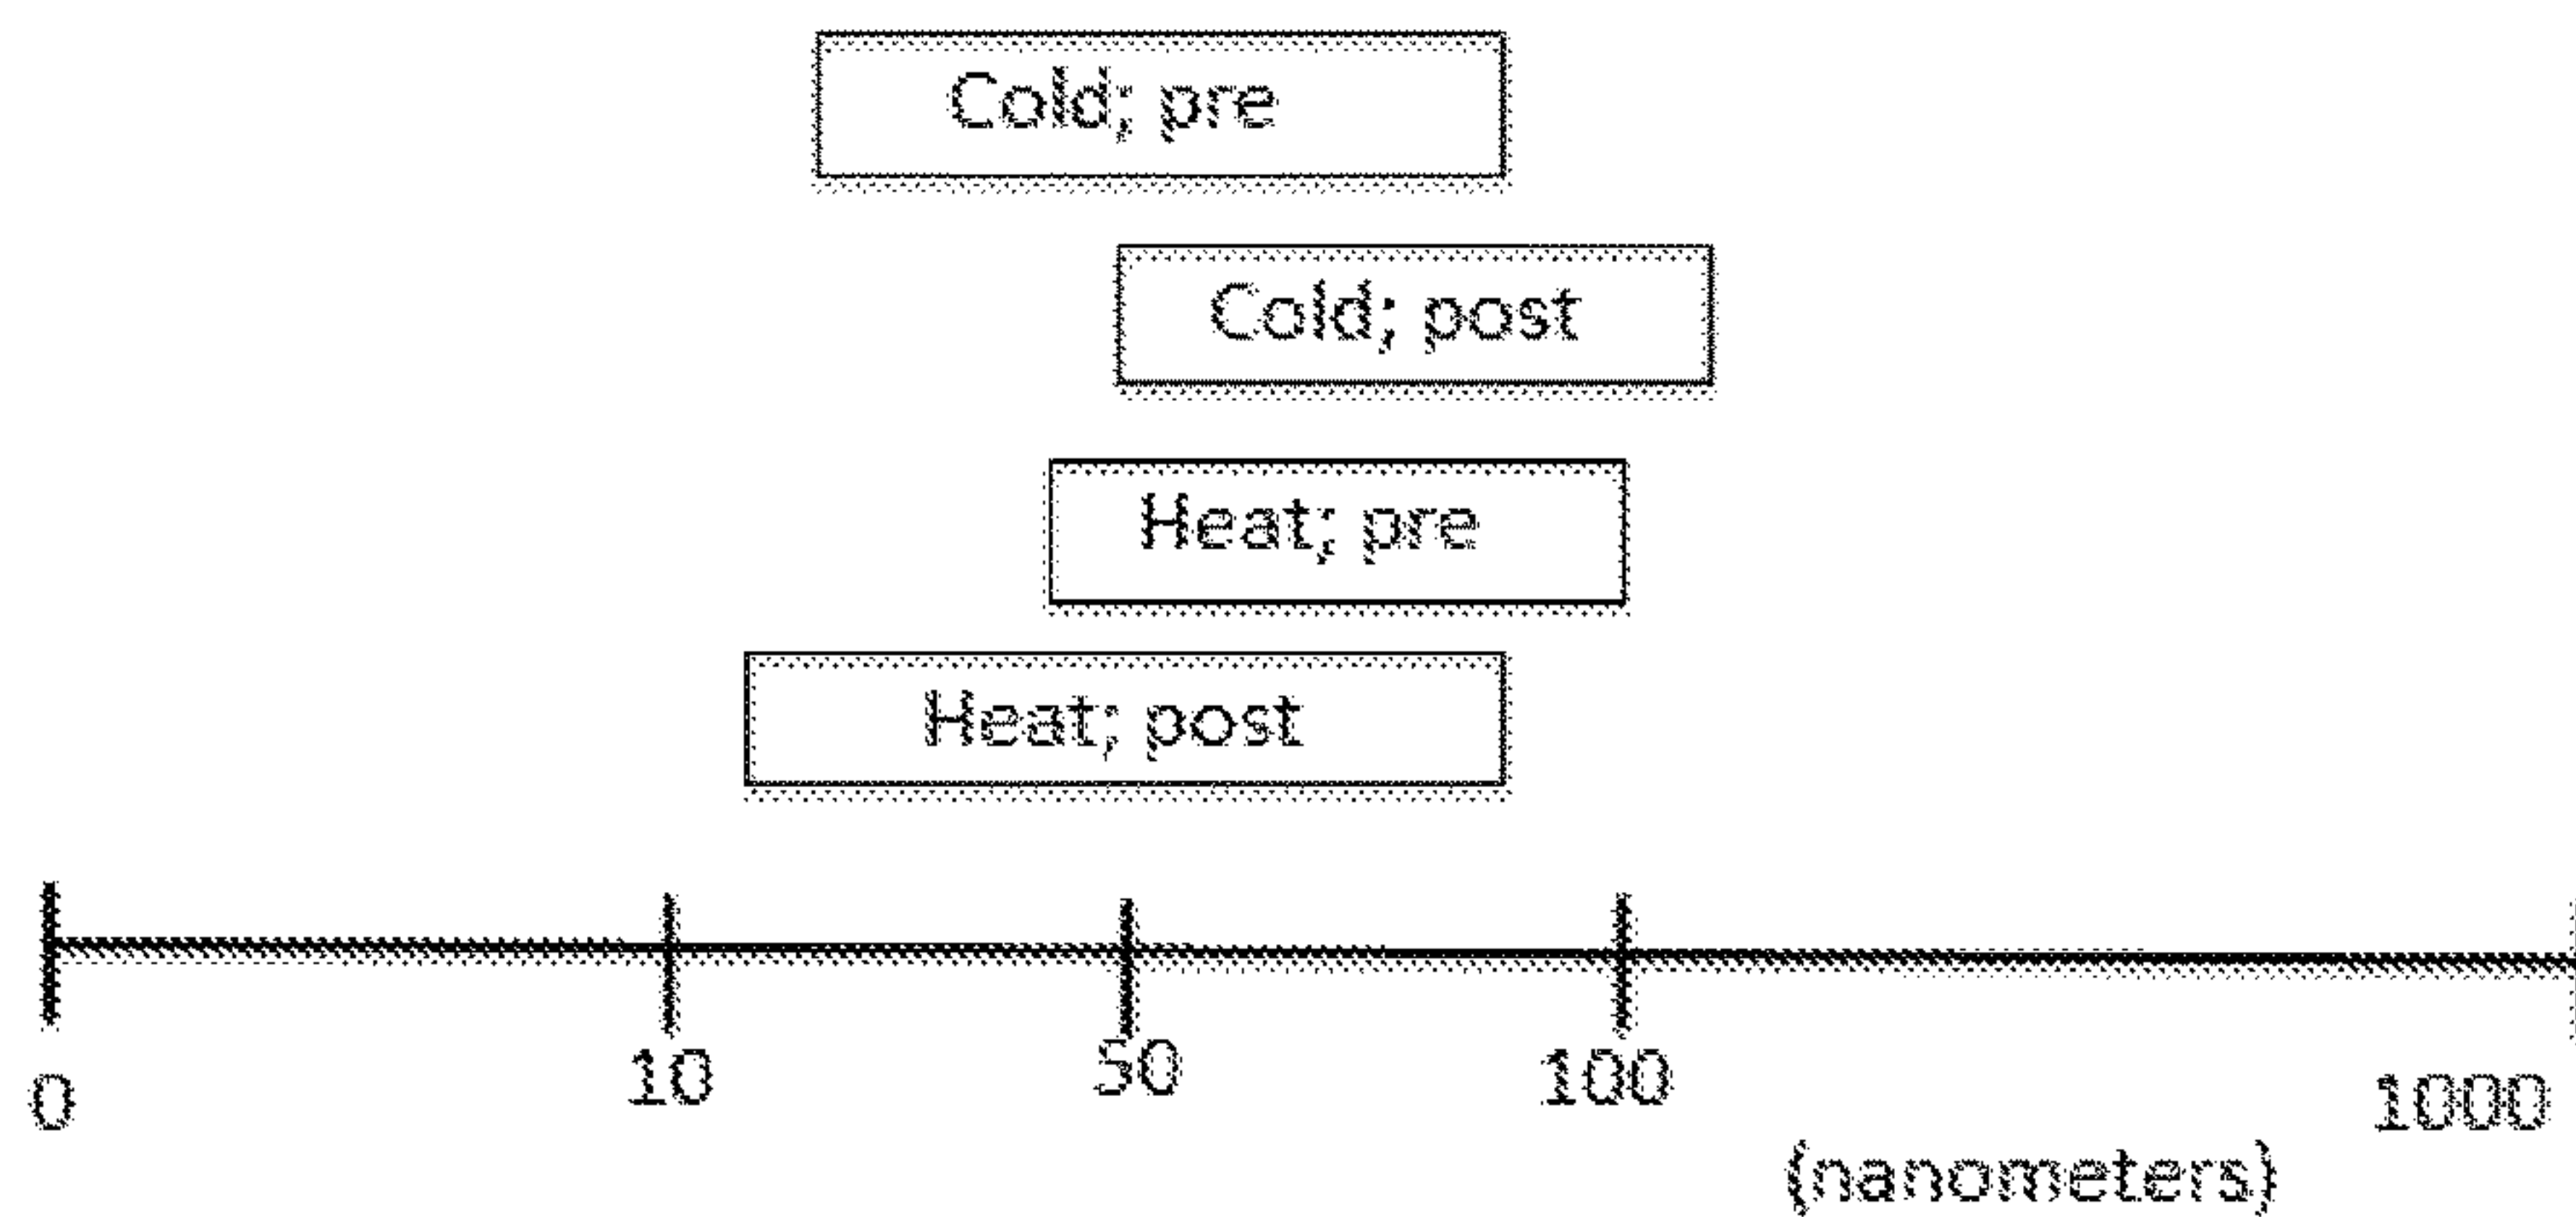 Cold; pre
Cold; post
Heat; pre
Heat; post
0 10 50 100 1000
(nanometers)